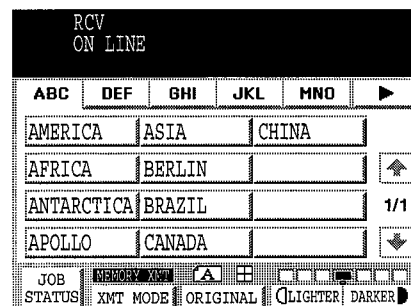 RCV
ON LINE
ABC DEF GHI JKL MNO
AMERICA ASIA CHINA
AFRICA BERLIN
ANTARCTICA BRAZIL 1/1
APOLLO CANADA
JOB STATUS MEMORY XMT A
XMT MODE ORIGINAL LIGHTER DARKER